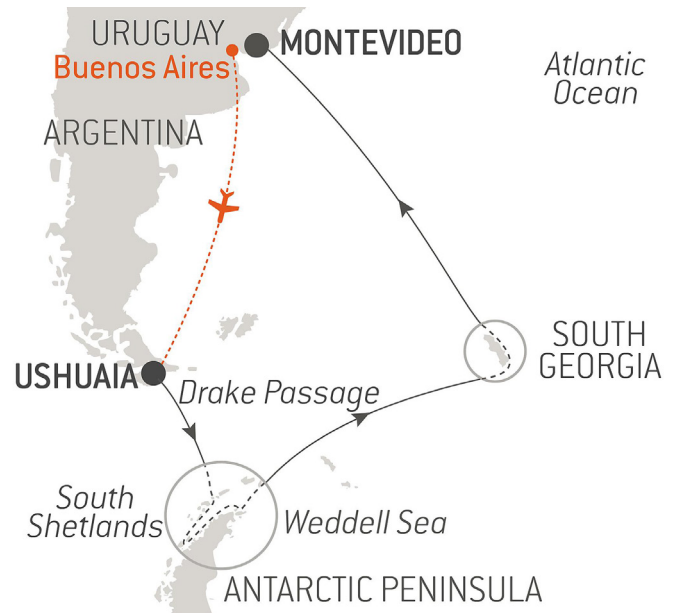 URUGUAY
MONTEVIDEO
Buenos Aires
Atlantic
Ocean
ARGENTINA
SOUTH
GEORGIA
USHUAIA
Drake Passage
South
Shetlands
Weddell Sea
ANTARCTIC PENINSULA